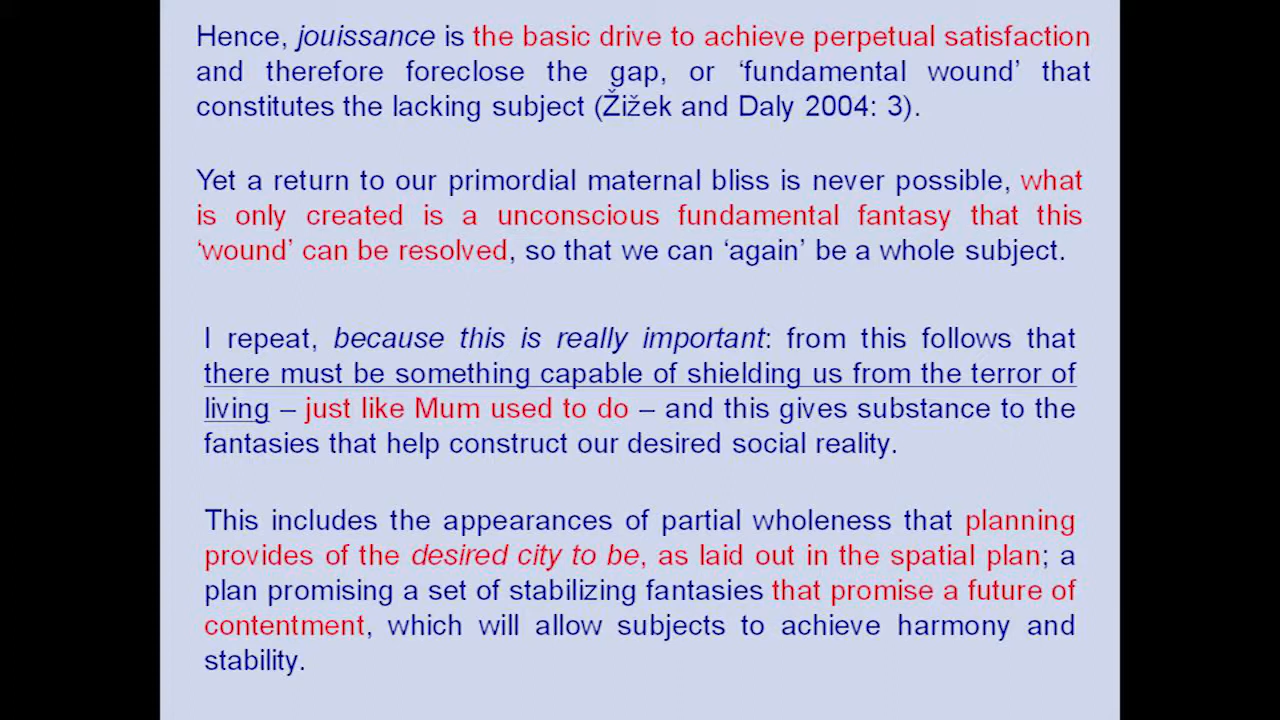 Hence, jouissance is the basic drive to achieve perpetual satisfaction
and therefore foreclose the gap, or ‘fundamental wound’ that
constitutes the lacking subject (Žižek and Daly 2004: 3).
Yet a return to our primordial maternal bliss is never possible, what
is only created is a unconscious fundamental fantasy that this
‘wound’ can be resolved, so that we can ‘again’ be a whole subject.
I repeat, because this is really important: from this follows that
there must be something capable of shielding us from the terror of
living – just like Mum used to do – and this gives substance to the
fantasies that help construct our desired social reality.
This includes the appearances of partial wholeness that planning
provides of the desired city to be, as laid out in the spatial plan; a
plan promising a set of stabilizing fantasies that promise a future of
contentment, which will allow subjects to achieve harmony and
stability.